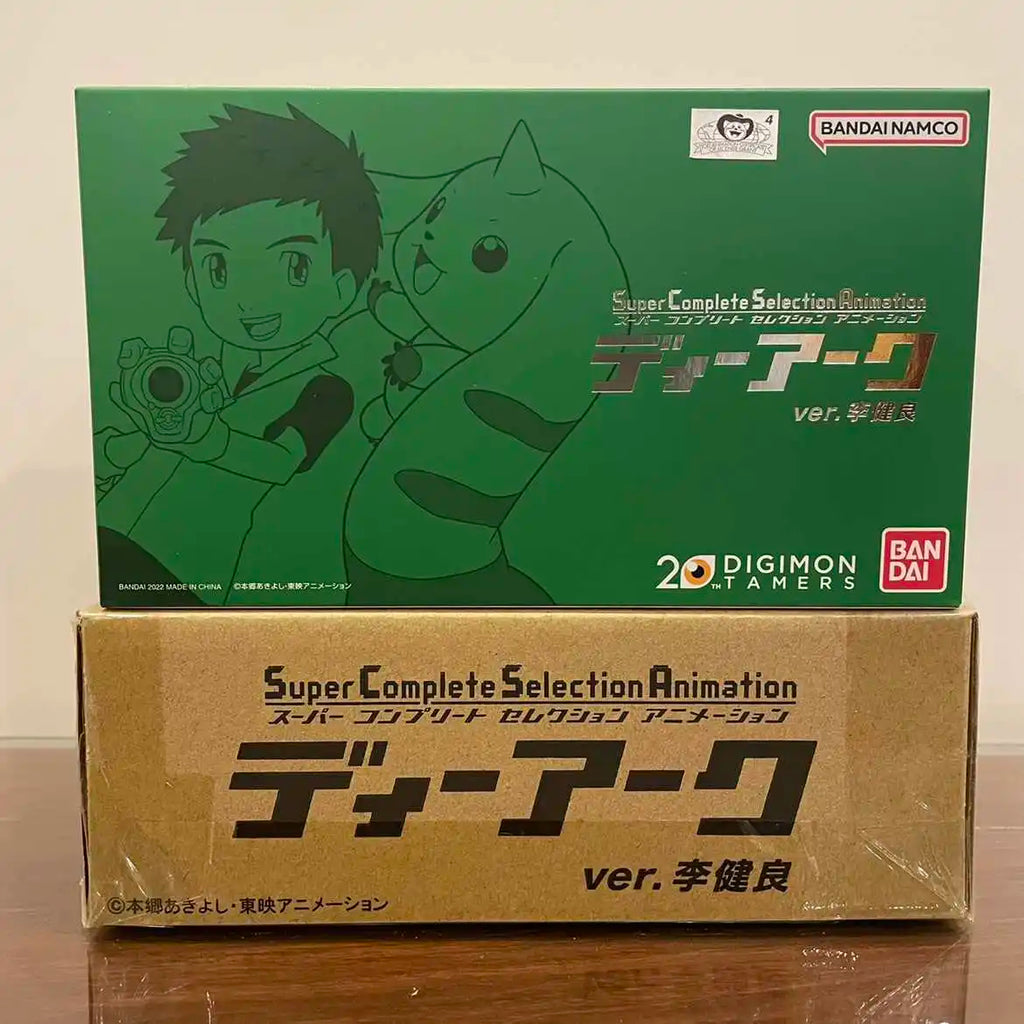 4
BANDAI NAMCO
Super Complete Selection Animation
スーパー コンプリート セレクション アニメーション
ディーアーク
ver. 李健良
BANDAI 2022 MADE IN CHINA ©本郷あきよし・東映アニメーション
20 TM DIGIMON TAMERS
BANDAI
Super Complete Selection Animation
スーパー コンプリート セレクション アニメーション
ディーアーク
ver. 李健良
©本郷あきよし・東映アニメーション